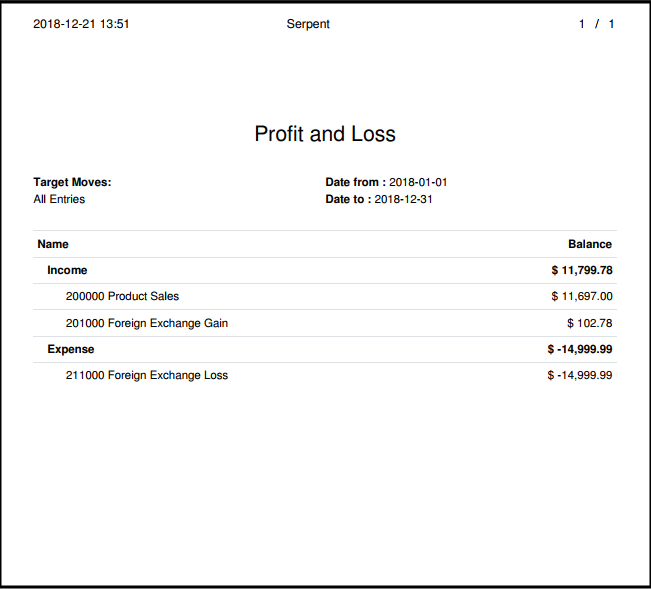 2018-12-21 13:51 Serpent 1 / 1
Profit and Loss
Target Moves: Date from : 2018-01-01
All Entries Date to : 2018-12-31
Name Balance
Income $ 11,799.78
200000 Product Sales $ 11,697.00
201000 Foreign Exchange Gain $ 102.78
Expense $ -14,999.99
211000 Foreign Exchange Loss $ -14,999.99